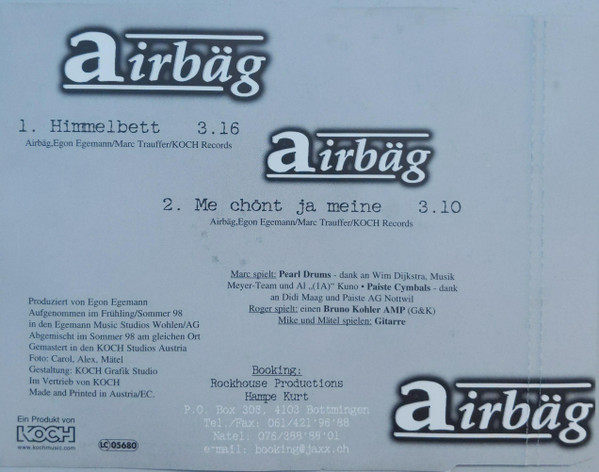 airbäg
1. Himmelbett 3.16
Airbäg,Egon Egemann/Marc Trauffer/KOCH Records
airbäg
2. Me chönt ja meine 3.10
Airbäg,Egon Egemann/Marc Trauffer/KOCH Records
Marc spielt: Pearl Drums - dank an Wim Dijkstra, Musik
Meyer-Team und Al „(1A)“ Kuno • Paiste Cymbals - dank
an Didi Maag und Paiste AG Nottwil
Roger spielt: einen Bruno Kohler AMP (G&K)
Mike und Mätel spielen: Gitarre
Produziert von Egon Egemann
Aufgenommen im Frühling/Sommer 98
in den Egemann Music Studios Wohlen/AG
Abgemischt im Sommer 98 am gleichen Ort
Gemastert in den KOCH Studios Austria
Foto: Carol, Alex, Mätel
Gestaltung: KOCH Grafik Studio
Im Vertrieb von KOCH
Made and Printed in Austria/EC.
Booking:
Rockhouse Productions
Hampe Kurt
P.O. Box 305, 4103 Bottmingen
Tel./Fax: 061/421'96'88
Natel: 076/388'88'01
e-mail: booking@jaxx.ch
Ein Produkt von
KOCH
www.kochmusic.com
LC 05680
airbäg